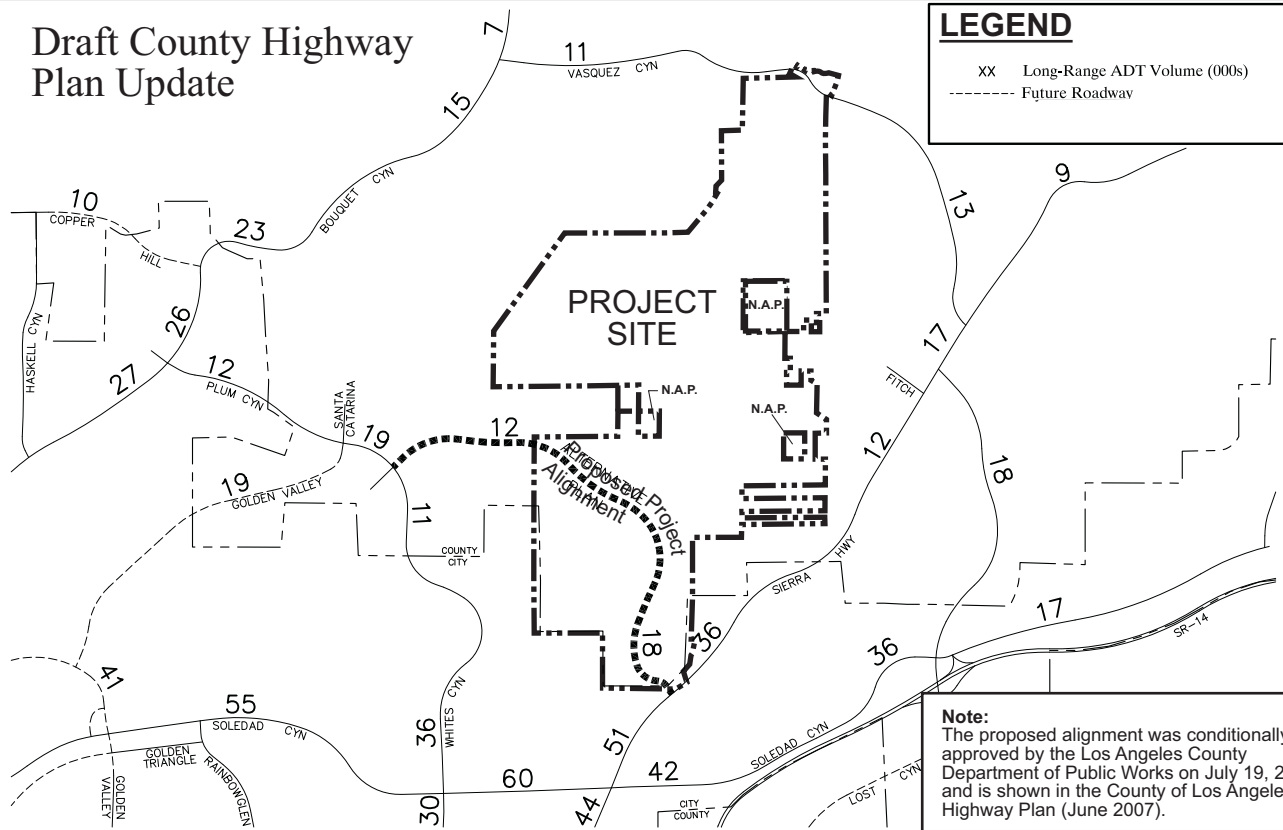 Draft County Highway
Plan Update
LEGEND
XX Long-Range ADT Volume (000s)
Future Roadway
7
11
VASQUEZ CYN
15
BOUQUET CYN
10
COPPER
HILL
23
13
9
HASKELL CYN
26
27
12
PLUM CYN
SANTA
CATARINA
PROJECT
SITE
N.A.P.
N.A.P.
N.A.P.
17
FITCH
12
18
19
12
19
GOLDEN VALLEY
11
COUNTY
CITY
Proposed Project
Alignment
ALTERNATIVE
SIERRA HWY
18
36
36
17
SR-14
41
55
SOLEDAD CYN
36
WHITES CYN
51
SOLEDAD CYN
GOLDEN
TRIANGLE
RAINBOWGLEN
GOLDEN
VALLEY
60
42
30
44
CITY
COUNTY
LOST CYN
Note:
The proposed alignment was conditionally
approved by the Los Angeles County
Department of Public Works on July 19, 2
and is shown in the County of Los Angele
Highway Plan (June 2007).